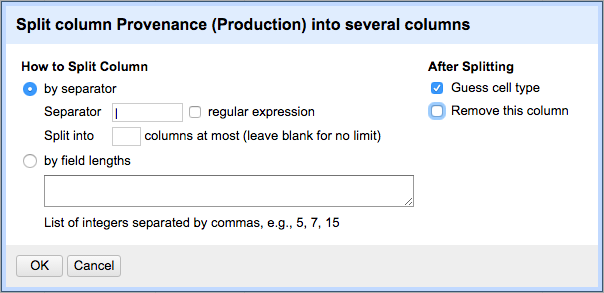 Split column Provenance (Production) into several columns
How to Split Column
After Splitting
by separator
Guess cell type
Separator | regular expression
Remove this column
Split into columns at most (leave blank for no limit)
by field lengths
List of integers separated by commas, e.g., 5, 7, 15
OK Cancel